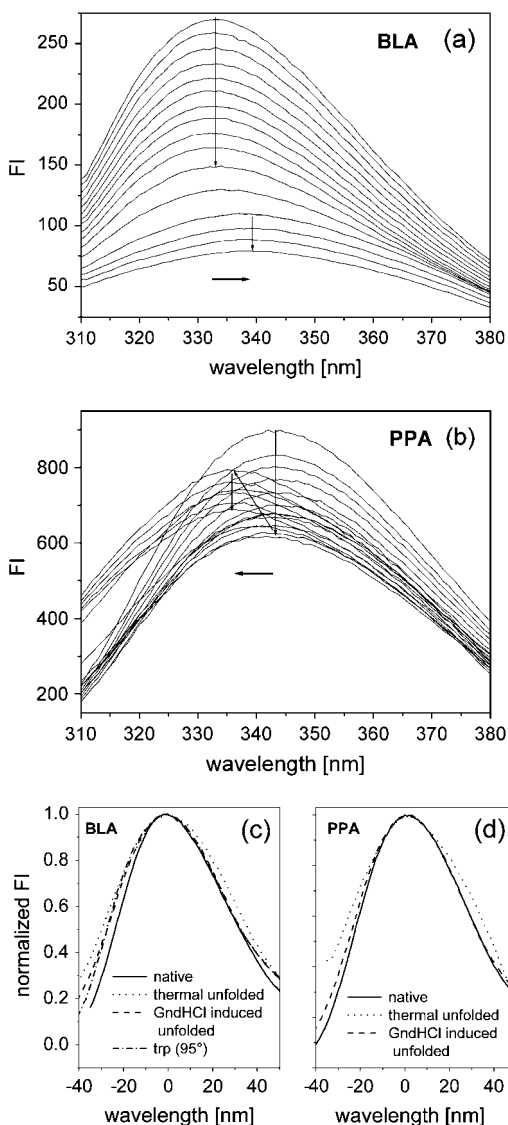 BLA (a)
250
200
150
100
50
FI
310 320 330 340 350 360 370 380
wavelength [nm]
PPA (b)
800
600
400
200
FI
310 320 330 340 350 360 370 380
wavelength [nm]
BLA (c)
1.0
0.8
0.6
0.4
0.2
0.0
normalized FI
native
thermal unfolded
GndHCl induced
unfolded
trp (95°)
-40 -20 0 20 40
wavelength [nm]
PPA (d)
native
thermal unfolded
GndHCl induced
unfolded
-40 -20 0 20 40
wavelength [nm]